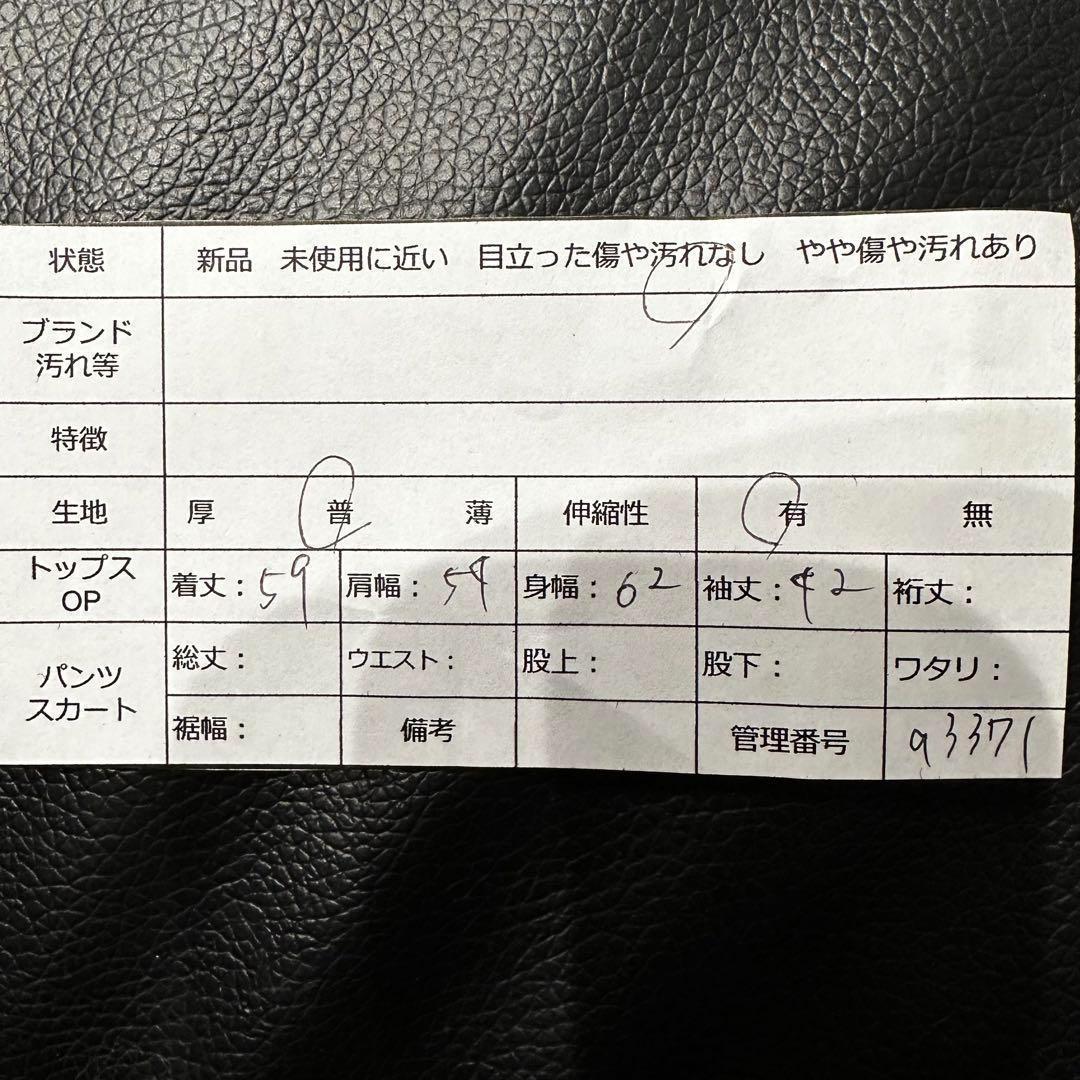 状態 新品 未使用に近い 目立った傷や汚れなし やや傷や汚れあり
ブランド
汚れ等
特徴
生地 厚 普 薄 伸縮性 有 無
トップス
OP
着丈：59 肩幅：54 身幅：62 袖丈：42 裄丈：
パンツ
スカート
総丈： ウエスト： 股上： 股下： ワタリ：
裾幅： 備考 管理番号 93371